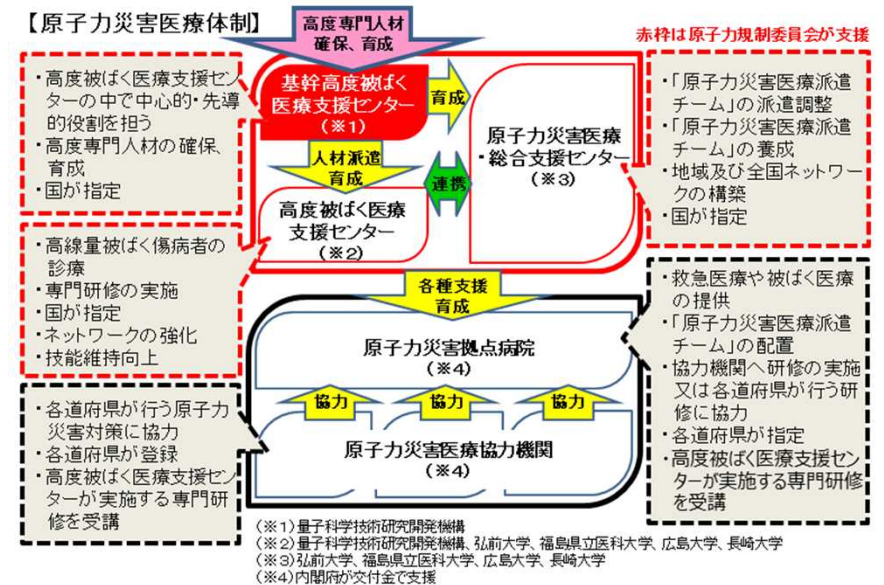 【原子力災害医療体制】
高度専門人材
確保、育成
赤枠は原子力規制委員会が支援
・高度被ばく医療支援セン
ターの中で中心的・先導
的役割を担う
・高度専門人材の確保、
育成
・国が指定
基幹高度被ばく
医療支援センター
(※1)
育成
原子力災害医療
・総合支援センター
(※3)
・「原子力災害医療派遣
チーム」の派遣調整
・「原子力災害医療派遣
チーム」の養成
・地域及び全国ネットワー
クの構築
・国が指定
人材派遣
育成
連携
高度被ばく医療
支援センター
(※2)
・高線量被ばく傷病者の
診療
・専門研修の実施
・国が指定
・ネットワークの強化
・技能維持向上
各種支援
育成
・救急医療や被ばく医療
の提供
・「原子力災害医療派遣
チーム」の配置
・協力機関へ研修の実施
又は各道府県が行う研
修に協力
・各道府県が指定
・高度被ばく医療支援セン
ターが実施する専門研修
を受講
原子力災害拠点病院
(※4)
協力
協力
協力
原子力災害医療協力機関
(※4)
・各道府県が行う原子力
災害対策に協力
・各道府県が登録
・高度被ばく医療支援セン
ターが実施する専門研
修を受講
(※1)量子科学技術研究開発機構
(※2)量子科学技術研究開発機構、弘前大学、福島県立医科大学、広島大学、長崎大学
(※3)弘前大学、福島県立医科大学、広島大学、長崎大学
(※4)内閣府が交付金で支援